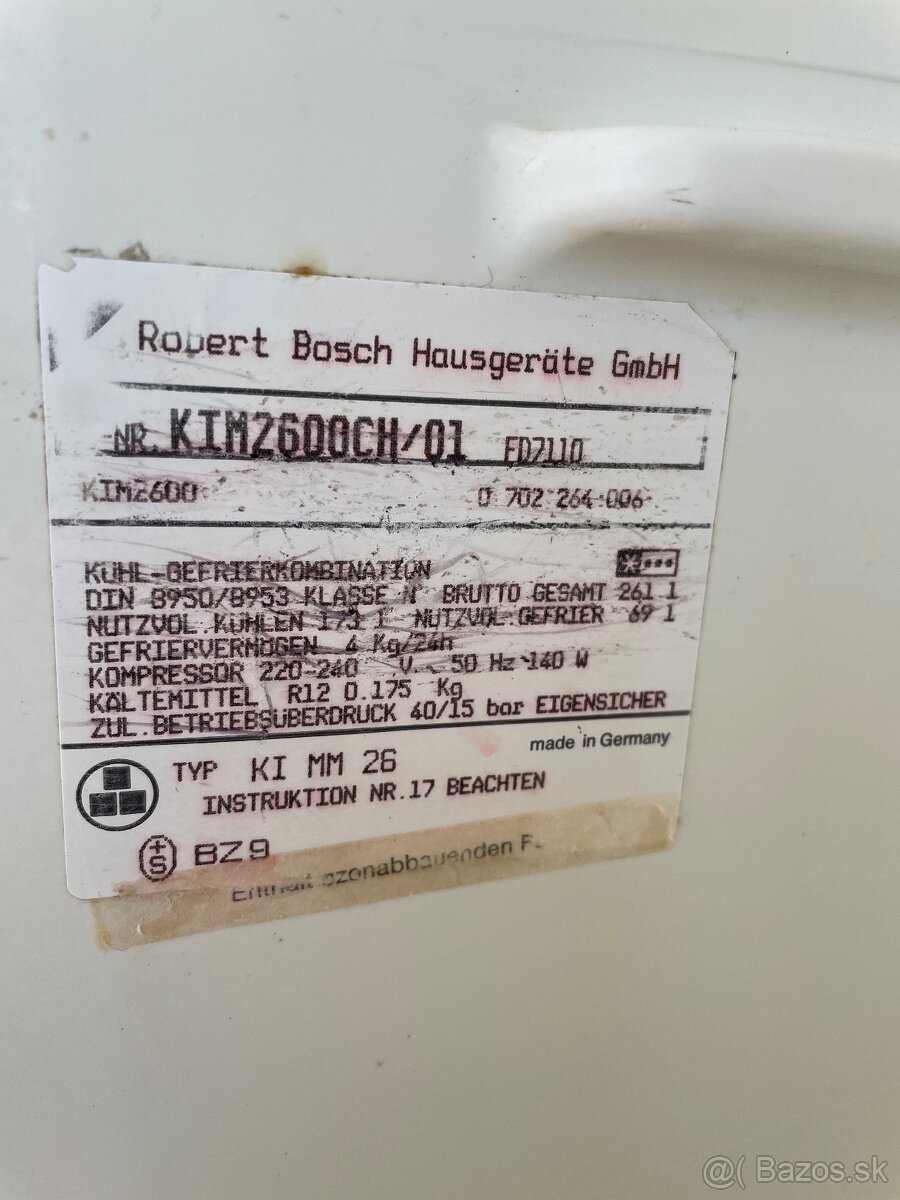 Robert Bosch Hausgeräte GmbH
NR. KIM2600CH/01 FD7110
KIM2600 0 702 264 006
KÜHL-GEFRIERKOMBINATION
DIN 8950/8953 KLASSE N BRUTTO GESAMT 261 l
NUTZVOL.KÜHLEN 173 l NUTZVOL.GEFRIER 69 l
GEFRIERVERMÖGEN 4 Kg/24h
KOMPRESSOR 220-240 V ~ 50 Hz 140 W
KÄLTEMITTEL R12 0.175 Kg
ZUL.BETRIEBSÜBERDRUCK 40/15 bar EIGENSICHER
made in Germany
TYP KI MM 26
INSTRUKTION NR.17 BEACHTEN
+S BZ9
Enthält ozonabbauenden
@( Bazos.sk